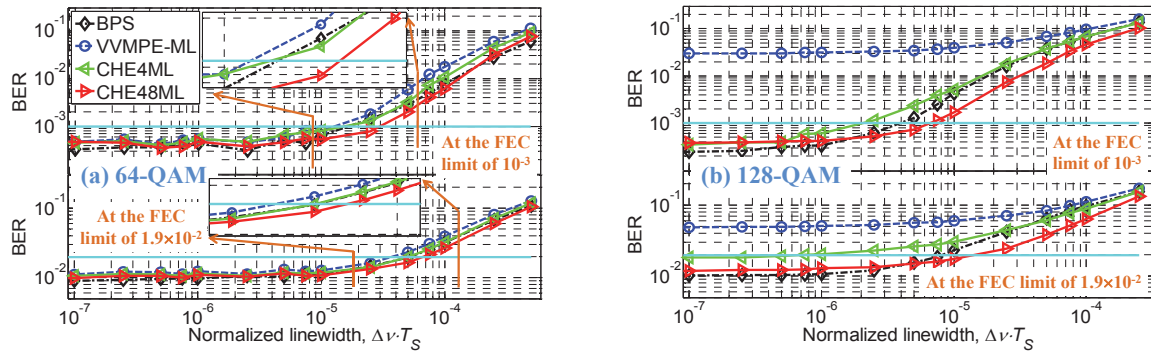 BER
10⁻¹
10⁻²
10⁻³
BPS
VVMPE-ML
CHE4ML
CHE48ML
At the FEC
limit of 10⁻³
(a) 64-QAM
BER
10⁻¹
10⁻²
At the FEC
limit of 1.9×10⁻²
10⁻⁷
10⁻⁶
10⁻⁵
10⁻⁴
Normalized linewidth, Δν·T_S
BER
10⁻¹
10⁻²
10⁻³
At the FEC
limit of 10⁻³
(b) 128-QAM
BER
10⁻¹
10⁻²
At the FEC limit of 1.9×10⁻²
10⁻⁷
10⁻⁶
10⁻⁵
10⁻⁴
Normalized linewidth, Δν·T_S